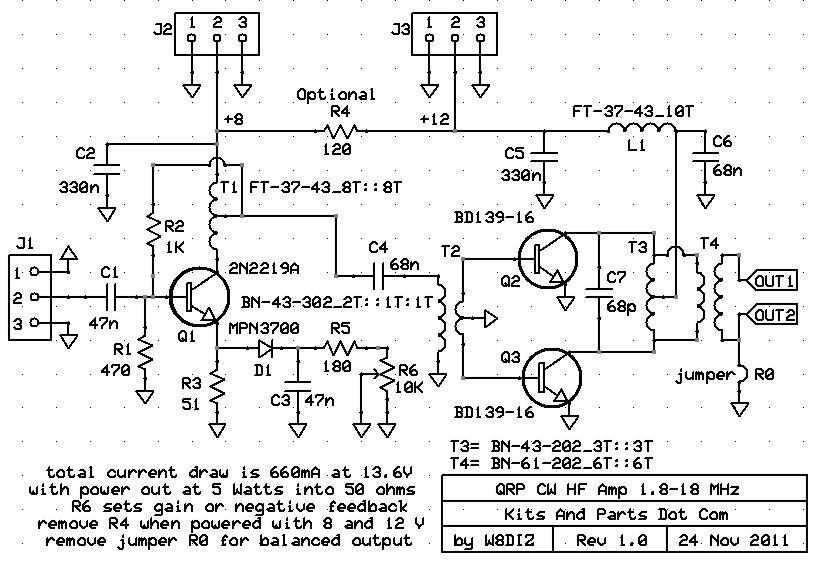 J2
1 2 3
J3
1 2 3
Optional
R4
120
+8
+12
FT-37-43_10T
L1
C2
330n
C5
330n
C6
68n
T1 FT-37-43_8T::8T
R2
1K
BD139-16
J1
1
2
3
C1
47n
2N2219A
Q1
C4
68n
T2
Q2
C7
68p
T3
T4
OUT1
OUT2
BN-43-302_2T::1T:1T
R1
470
MPN3700
D1
R5
180
R3
51
C3 47n
R6
10K
Q3
BD139-16
jumper R0
T3= BN-43-202_3T::3T
T4= BN-61-202_6T::6T
total current draw is 660mA at 13.6V
with power out at 5 Watts into 50 ohms
R6 sets gain or negative feedback
remove R4 when powered with 8 and 12 V
remove jumper R0 for balanced output
QRP CW HF Amp 1.8-18 MHz
Kits And Parts Dot Com
by W8DIZ Rev 1.0 24 Nov 2011